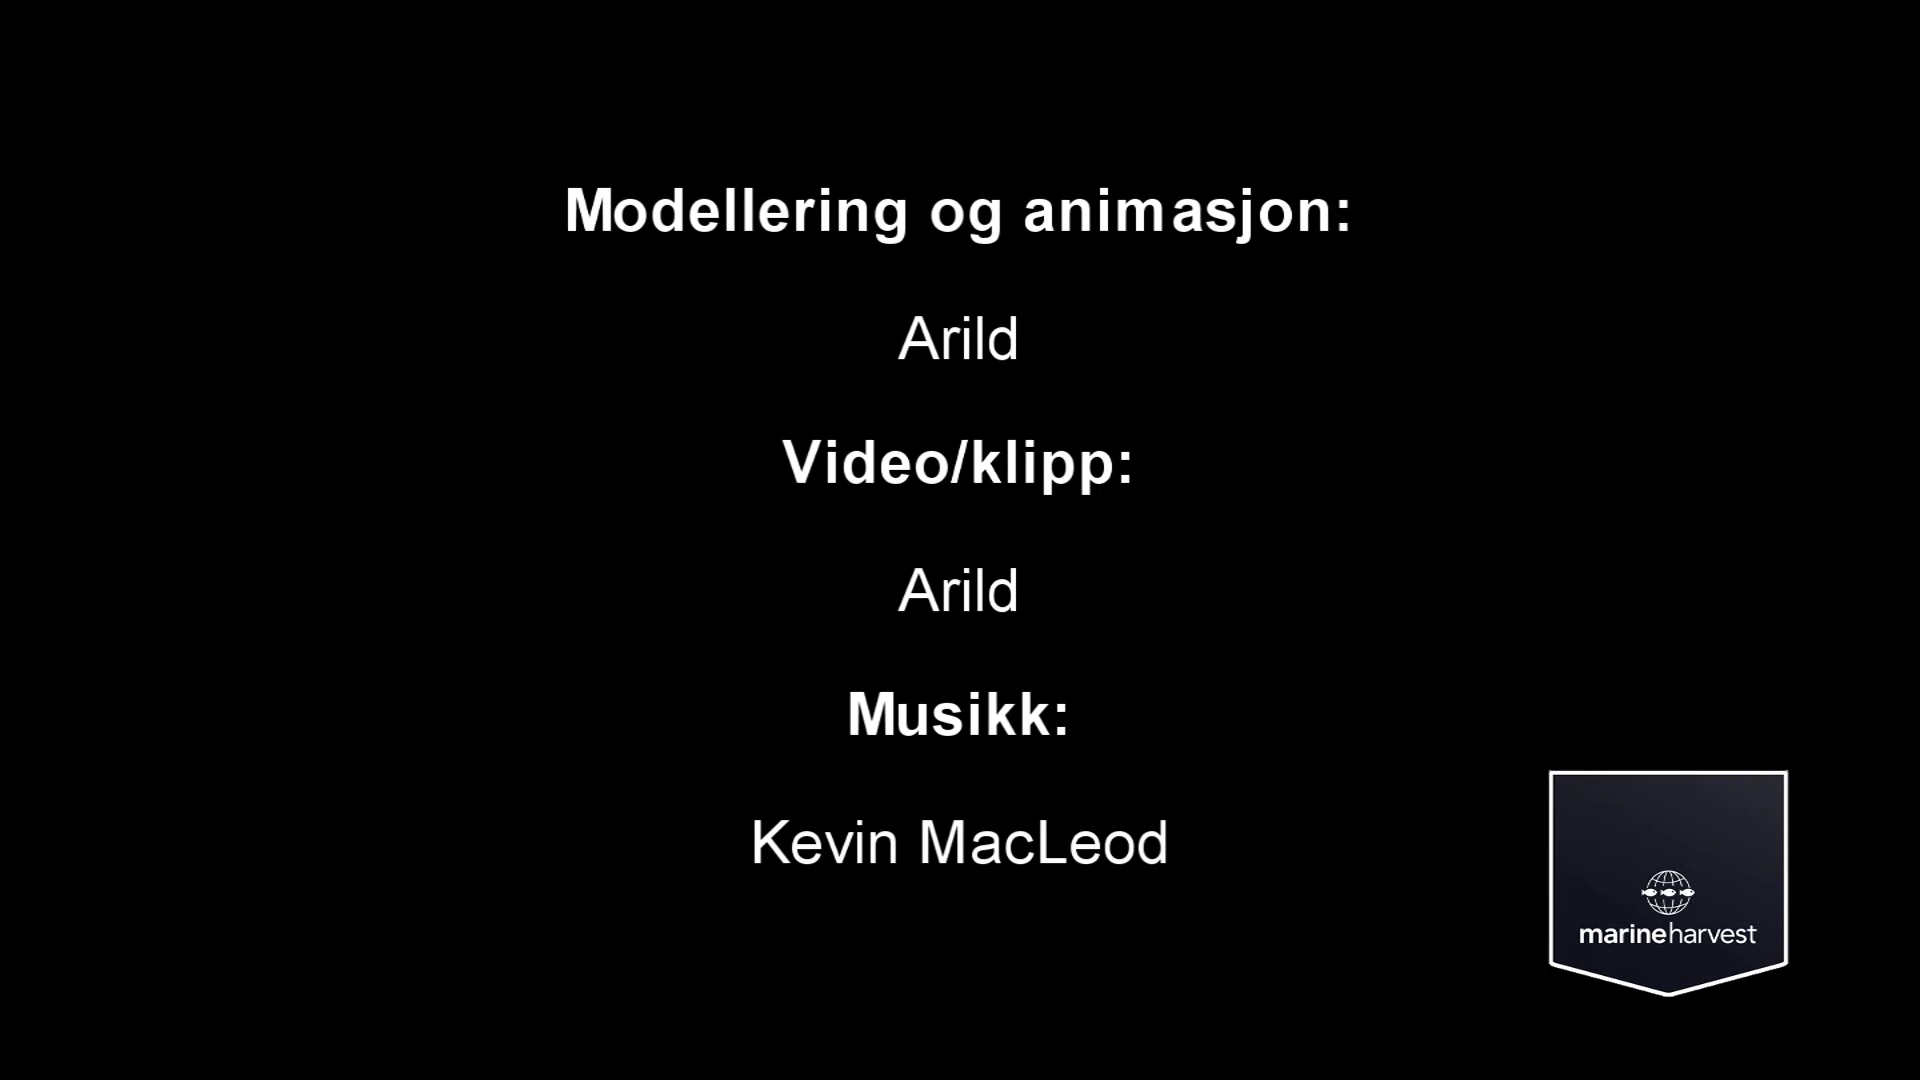 Modellering og animasjon:
Arild
Video/klipp:
Arild
Musikk:
Kevin MacLeod
marineharvest